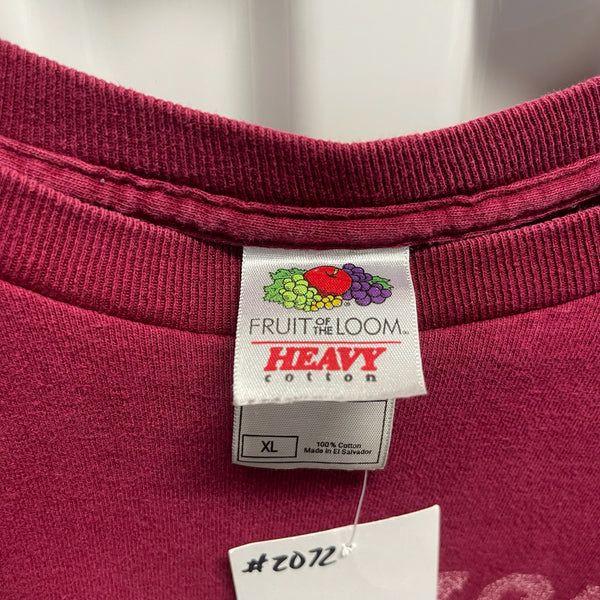 FRUIT OF THE LOOM
HEAVY
cotton
XL
100% Cotton
Made in El Salvador
#2072